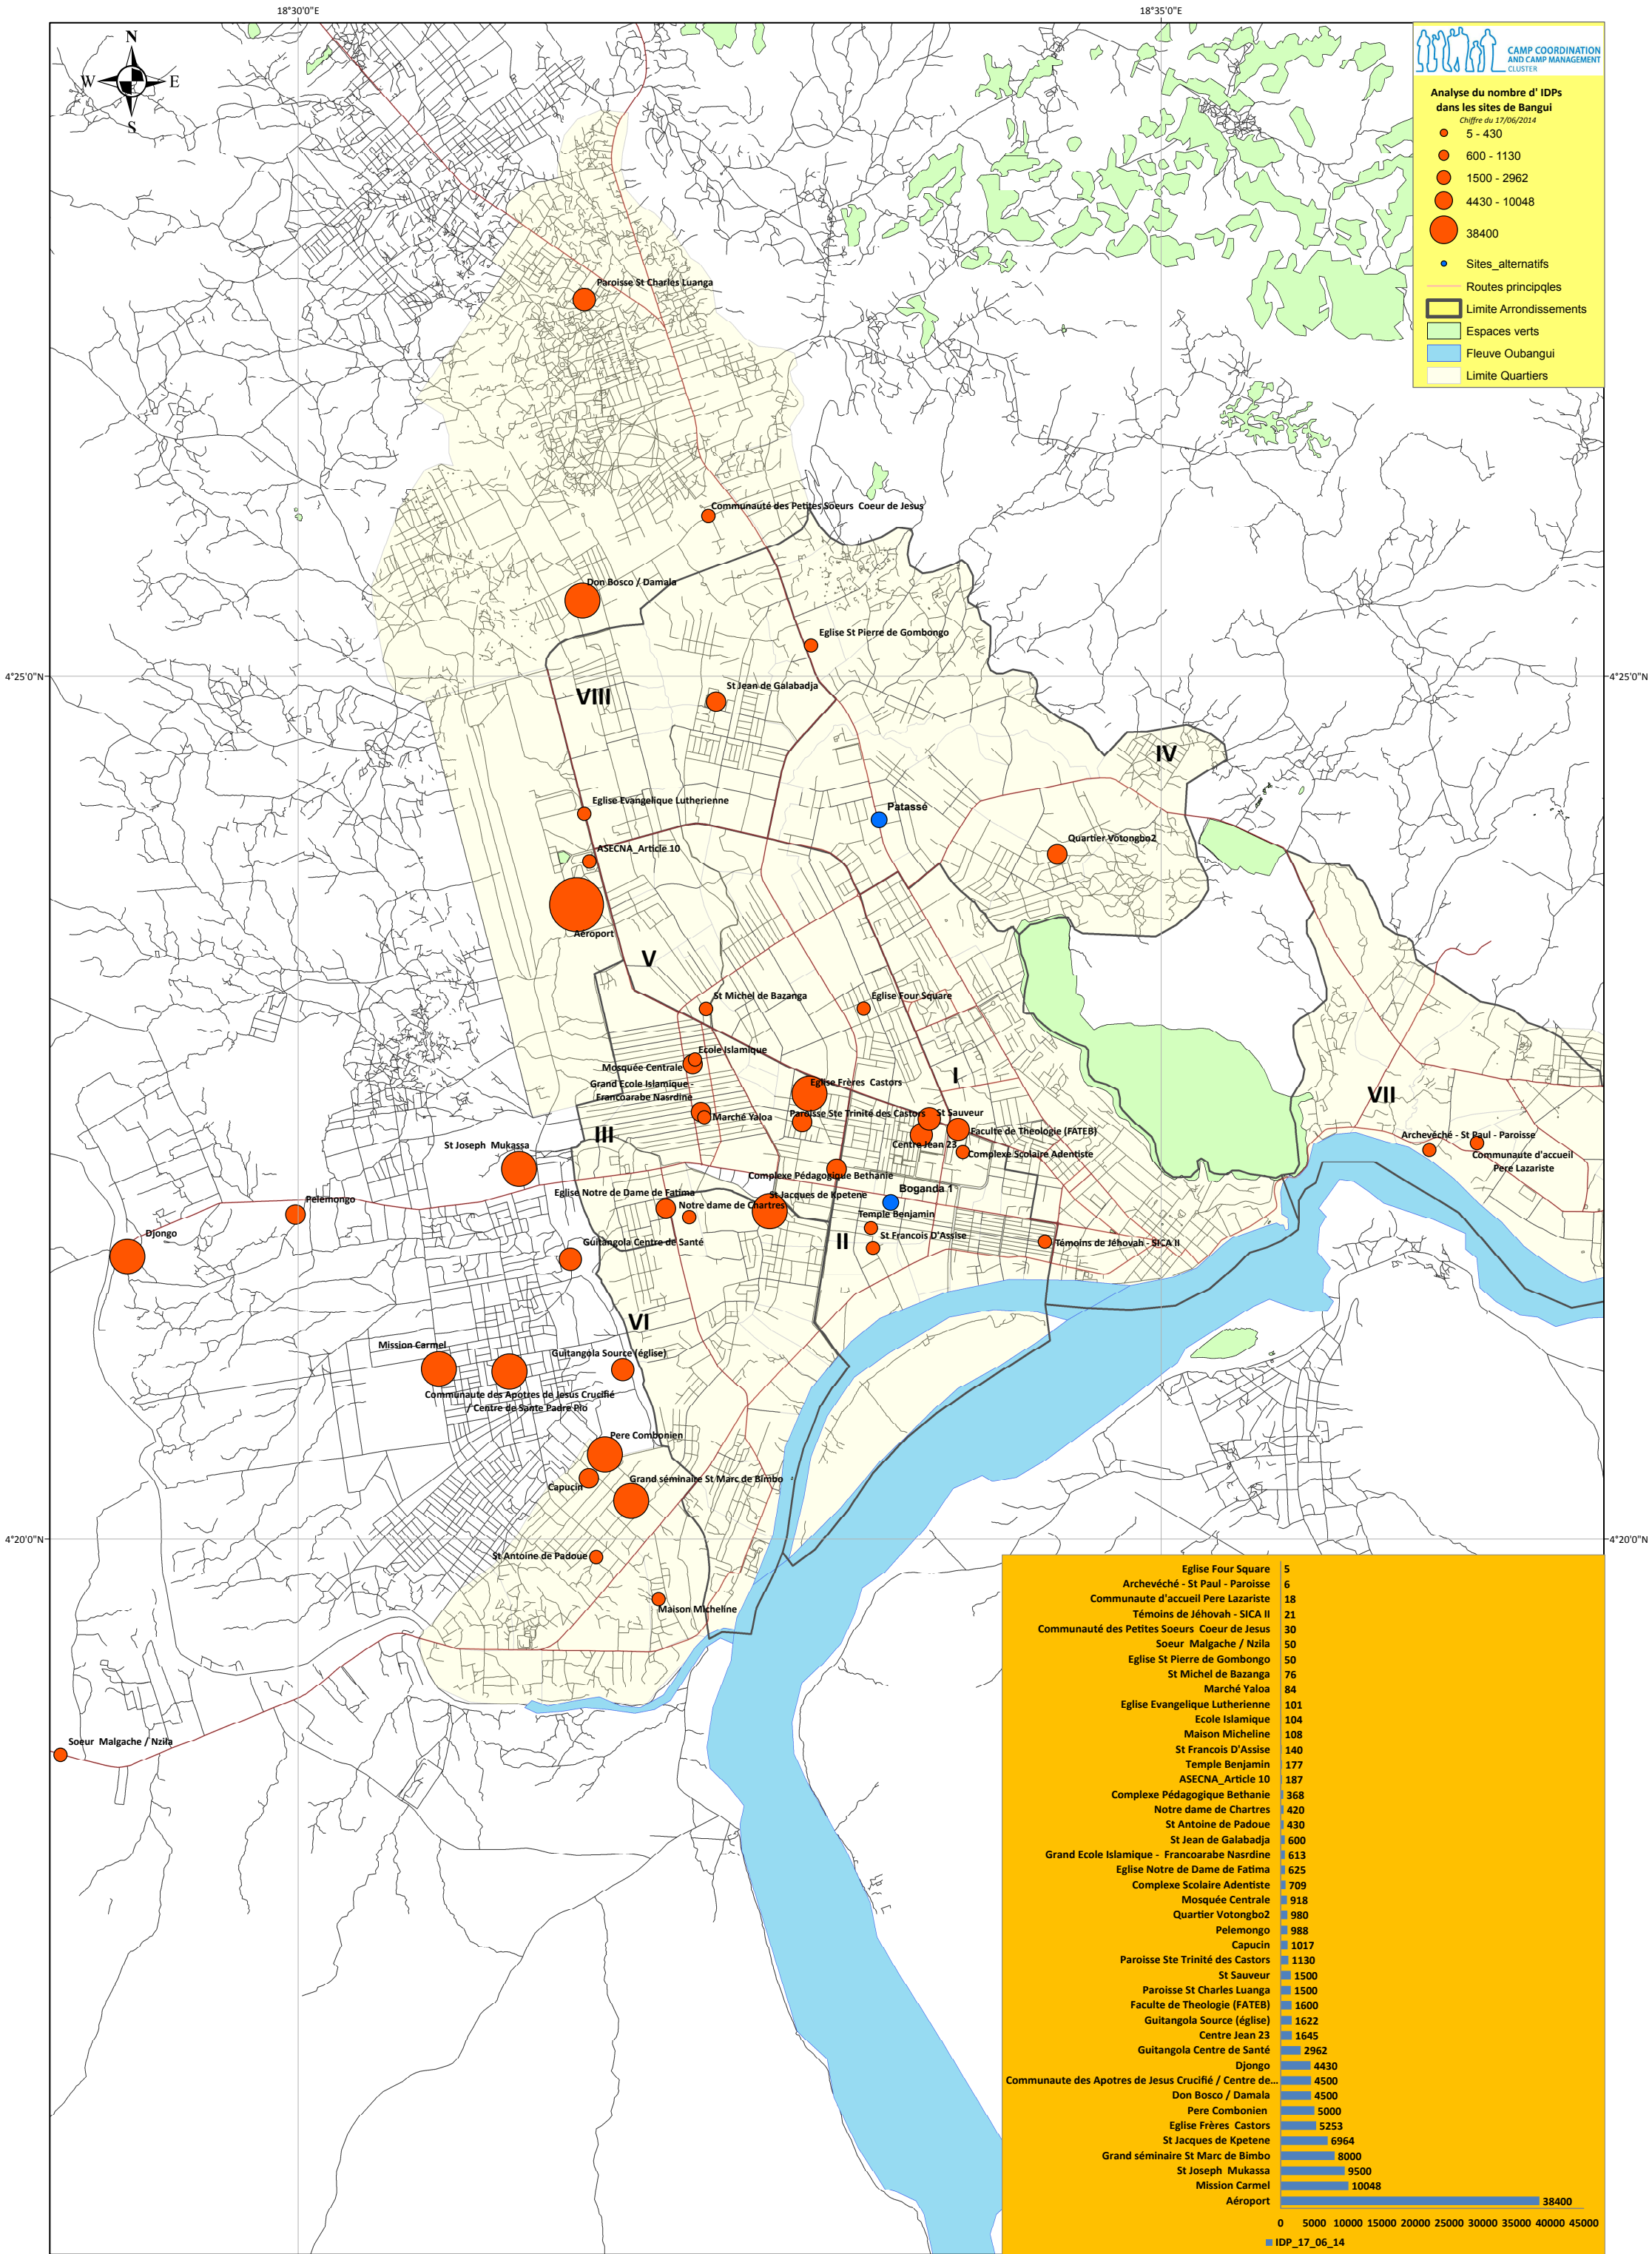 18°30'0"E
18°35'0"E
N
W
E
S
CAMP COORDINATION
AND CAMP MANAGEMENT
CLUSTER
Analyse du nombre d' IDPs
dans les sites de Bangui
Chiffre du 17/06/2014
5 - 430
600 - 1130
1500 - 2962
4430 - 10048
38400
Sites_alternatifs
Routes principqles
Limite Arrondissements
Espaces verts
Fleuve Oubangui
Limite Quartiers
Paroisse St Charles Luanga
Communauté des Petites Soeurs  Coeur de Jesus
Don Bosco / Damala
Eglise St Pierre de Gombongo
4°25'0"N
4°25'0"N
St Jean de Galabadja
VIII
IV
Eglise Evangelique Lutherienne
Patassé
Quartier Votongbo2
ASECNA_Article 10
Aéroport
V
St Michel de Bazanga
Eglise Four Square
Ecole Islamique
Mosquée Centrale
I
Grand Ecole Islamique -
Francoarabe Nasrdine
Eglise Frères  Castors
VII
Marché Yaloa
Paroisse Ste Trinité des Castors
St Sauveur
Faculte de Theologie (FATEB)
III
Centre Jean 23
Complexe Scolaire Adentiste
Archevéché - St Paul - Paroisse
Communaute d'accueil
Pere Lazariste
St Joseph  Mukassa
Complexe Pédagogique Bethanie
Eglise Notre de Dame de Fatima
St Jacques de Kpetene
Boganda 1
Pelemongo
Notre dame de Chartres
Temple Benjamin
Djongo
St Francois D'Assise
II
Témoins de Jéhovah - SICA II
Guitangola Centre de Santé
VI
Mission Carmel
Guitangola Source (église)
Communaute des Apotres de Jesus Crucifié
/ Centre de Sante Padre Pio
Pere Combonien
Capucin
Grand séminaire St Marc de Bimbo
4°20'0"N
4°20'0"N
St Antoine de Padoue
Maison Micheline
Soeur  Malgache / Nzila
Eglise Four Square 5
Archevéché - St Paul - Paroisse 6
Communaute d'accueil Pere Lazariste 18
Témoins de Jéhovah - SICA II 21
Communauté des Petites Soeurs  Coeur de Jesus 30
Soeur  Malgache / Nzila 50
Eglise St Pierre de Gombongo 50
St Michel de Bazanga 76
Marché Yaloa 84
Eglise Evangelique Lutherienne 101
Ecole Islamique 104
Maison Micheline 108
St Francois D'Assise 140
Temple Benjamin 177
ASECNA_Article 10 187
Complexe Pédagogique Bethanie 368
Notre dame de Chartres 420
St Antoine de Padoue 430
St Jean de Galabadja 600
Grand Ecole Islamique -  Francoarabe Nasrdine 613
Eglise Notre de Dame de Fatima 625
Complexe Scolaire Adentiste 709
Mosquée Centrale 918
Quartier Votongbo2 980
Pelemongo 988
Capucin 1017
Paroisse Ste Trinité des Castors 1130
St Sauveur 1500
Paroisse St Charles Luanga 1500
Faculte de Theologie (FATEB) 1600
Guitangola Source (église) 1622
Centre Jean 23 1645
Guitangola Centre de Santé 2962
Djongo 4430
Communaute des Apotres de Jesus Crucifié / Centre de... 4500
Don Bosco / Damala 4500
Pere Combonien 5000
Eglise Frères  Castors 5253
St Jacques de Kpetene 6964
Grand séminaire St Marc de Bimbo 8000
St Joseph  Mukassa 9500
Mission Carmel 10048
Aéroport 38400
0 5000 10000 15000 20000 25000 30000 35000 40000 45000
IDP_17_06_14